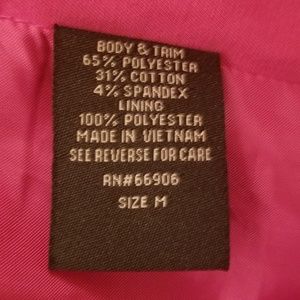 BODY & TRIM
65% POLYESTER
31% COTTON
4% SPANDEX
LINING
100% POLYESTER
MADE IN VIETNAM
SEE REVERSE FOR CARE
RN#66906
SIZE M